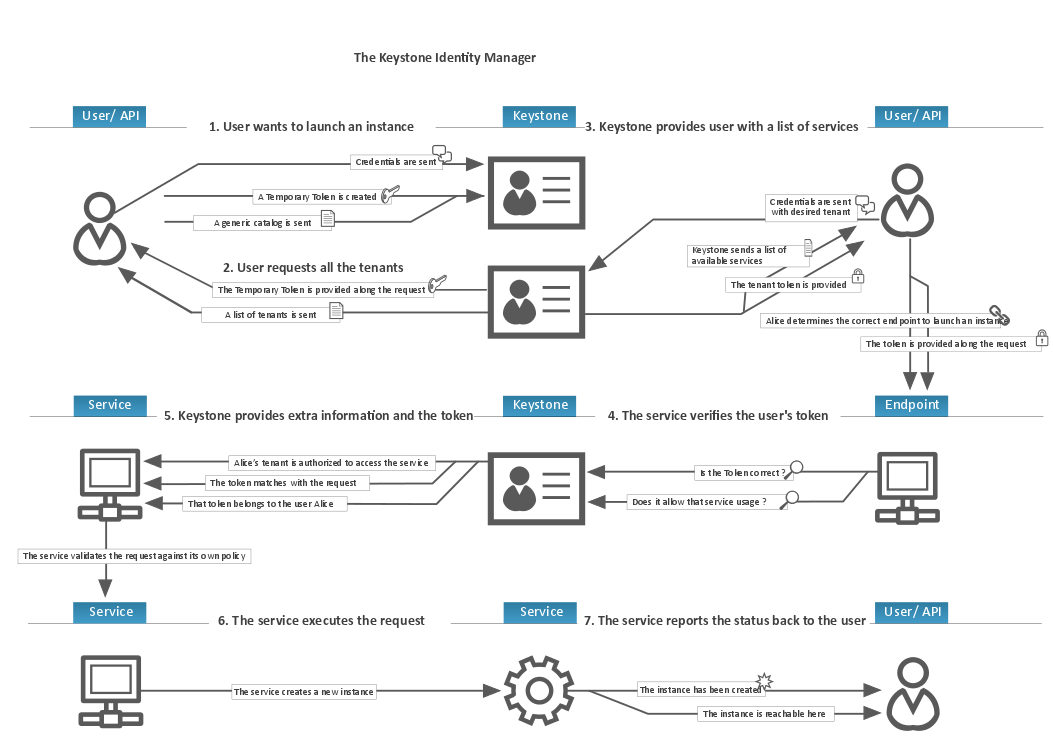 The Keystone Identity Manager
User/ API
1. User wants to launch an instance
Keystone
3. Keystone provides user with a list of services
User/ API
Credentials are sent
A Temporary Token is created
A generic catalog is sent
2. User requests all the tenants
The Temporary Token is provided along the request
A list of tenants is sent
Credentials are sent
with desired tenant
Keystone sends a list of
available services
The tenant token is provided
Alice determines the correct endpoint to launch an instance
The token is provided along the request
Service
5. Keystone provides extra information and the token
Keystone
4. The service verifies the user's token
Endpoint
Alice's tenant is authorized to access the service
The token matches with the request
That token belongs to the user Alice
Is the Token correct ?
Does it allow that service usage ?
The service validates the request against its own policy
Service
6. The service executes the request
Service
7. The service reports the status back to the user
User/ API
The service creates a new instance
The instance has been created
The instance is reachable here